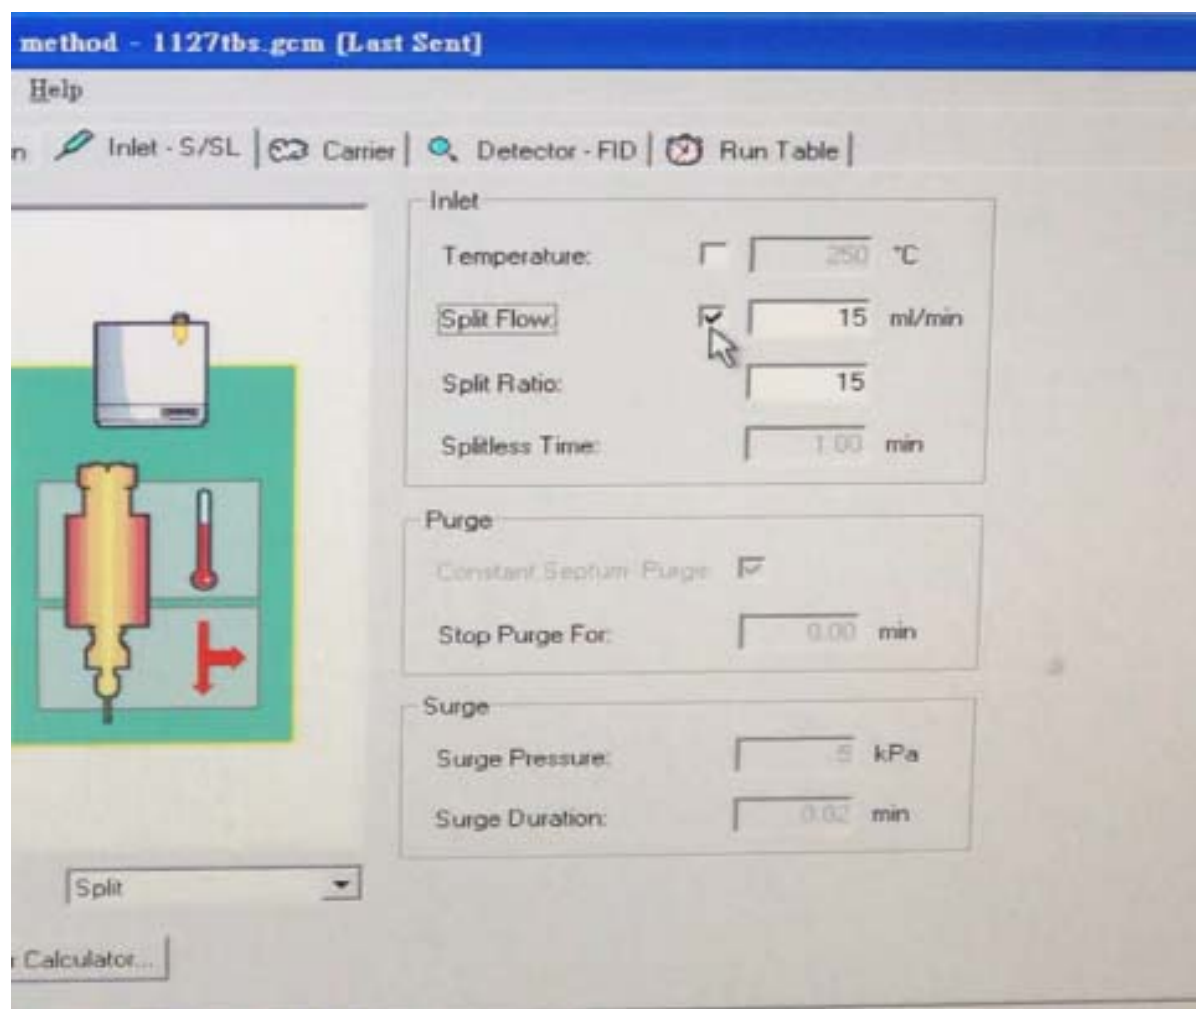 method - 1127tbs.gcm [Last Sent]
Help
n Inlet - S/SL Carrier Detector - FID Run Table
Inlet
Temperature: 250 °C
Split Flow: 15 ml/min
Split Ratio: 15
Splitless Time: 1.00 min
Purge
Constant Septum Purge
Stop Purge For: 0.00 min
Surge
Surge Pressure: 5 kPa
Surge Duration: 0.02 min
Split
r Calculator...